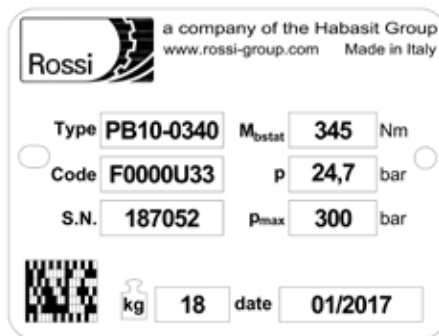 Rossi
a company of the Habasit Group
www.rossi-group.com Made in Italy
Type PB10-0340 Mbstat 345 Nm
Code F0000U33 p 24,7 bar
S.N. 187052 pmax 300 bar
kg 18 date 01/2017